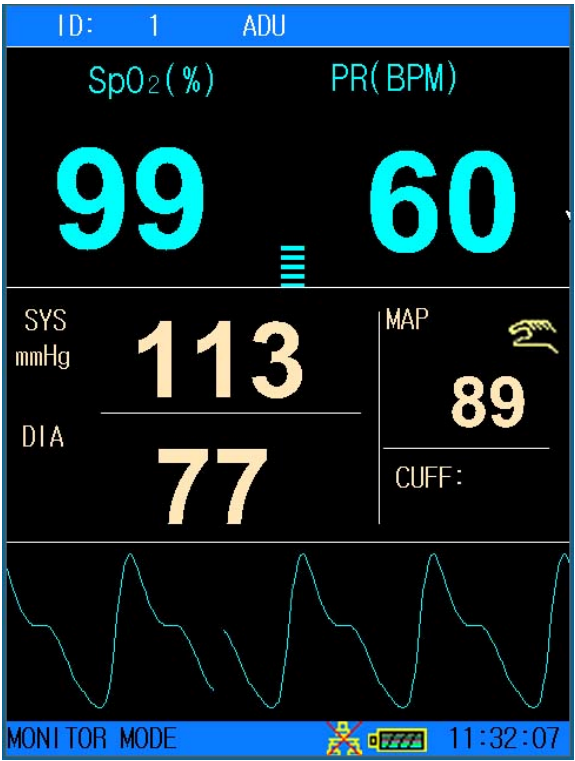 ID: 1 ADU
SpO2(%) PR(BPM)
99 60
SYS
mmHg
113
MAP
89
DIA
77
CUFF:
MONITOR MODE 11:32:07